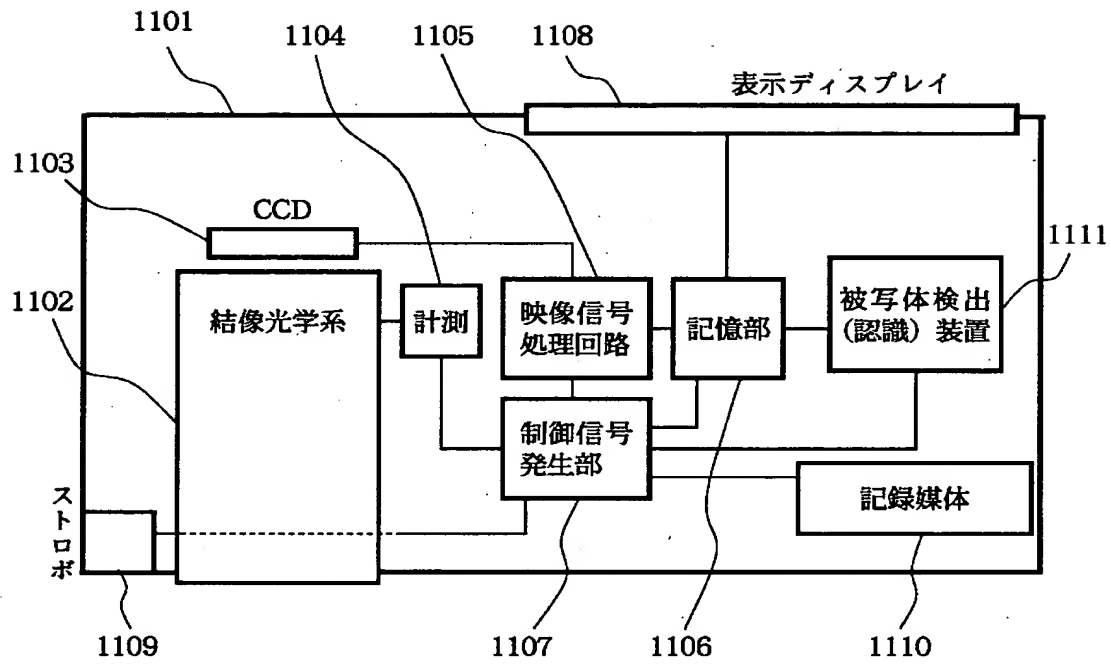 1101
1104
1105
1108
表示ディスプレイ
1103
CCD
1111
1102
結像光学系
計測
映像信号
処理回路
記憶部
被写体検出
(認識)装置
制御信号
発生部
記録媒体
ストロボ
1109
1107
1106
1110